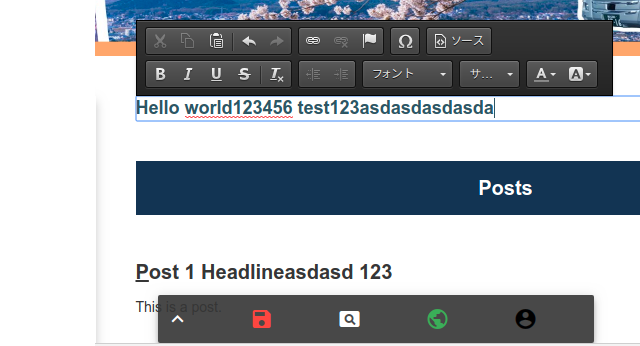 ソース
B I U S Tx
フォント サ...
A A
Hello world123456 test123asdasdasdasda
Posts
Post 1 Headlineasdasd 123
This is a post.